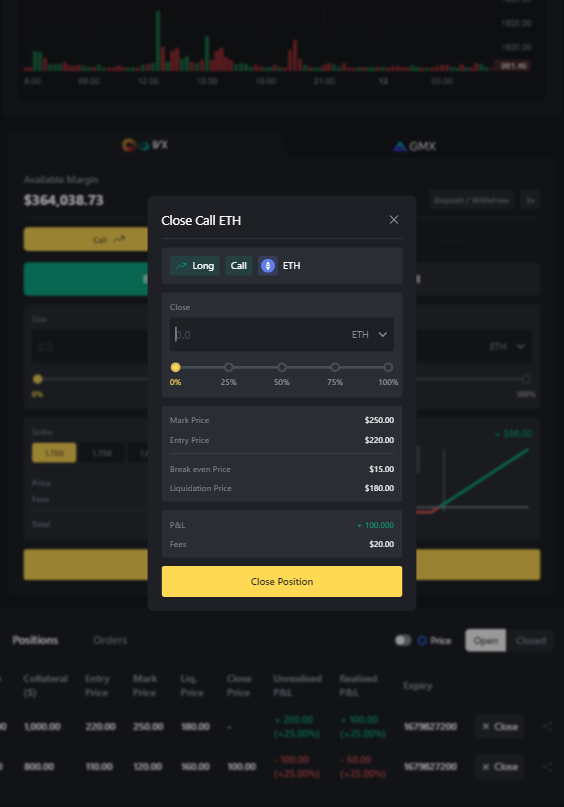 1825.00
1820.00
981.46
6:00 09:00 12:00 15:00 18:00 21:00 15 03:00
GMX
Available Margin
$364,038.73
Deposit / Withdraw
Call
Size
0.0
ETH
0%
100%
Strike
1,700 1,750
Price
Fees
Total
+ $68.00
Close Call ETH
Long Call ETH
Close
0.0 ETH
0% 25% 50% 75% 100%
Mark Price $250.00
Entry Price $220.00
Break even Price $15.00
Liquidation Price $180.00
P&L + 100.000
Fees $20.00
Close Position
Positions Orders Price Open Closed
Collateral ($) Entry Price Mark Price Liq. Price Close Price Unrealised P&L Realised P&L Expiry
1,000.00 220.00 250.00 180.00 - + 200.00 (+25.00%) + 100.00 (+25.00%) 1679827200 Close
800.00 110.00 120.00 160.00 100.00 - 100.00 (+25.00%) - 50.00 (+25.00%) 1679827200 Close